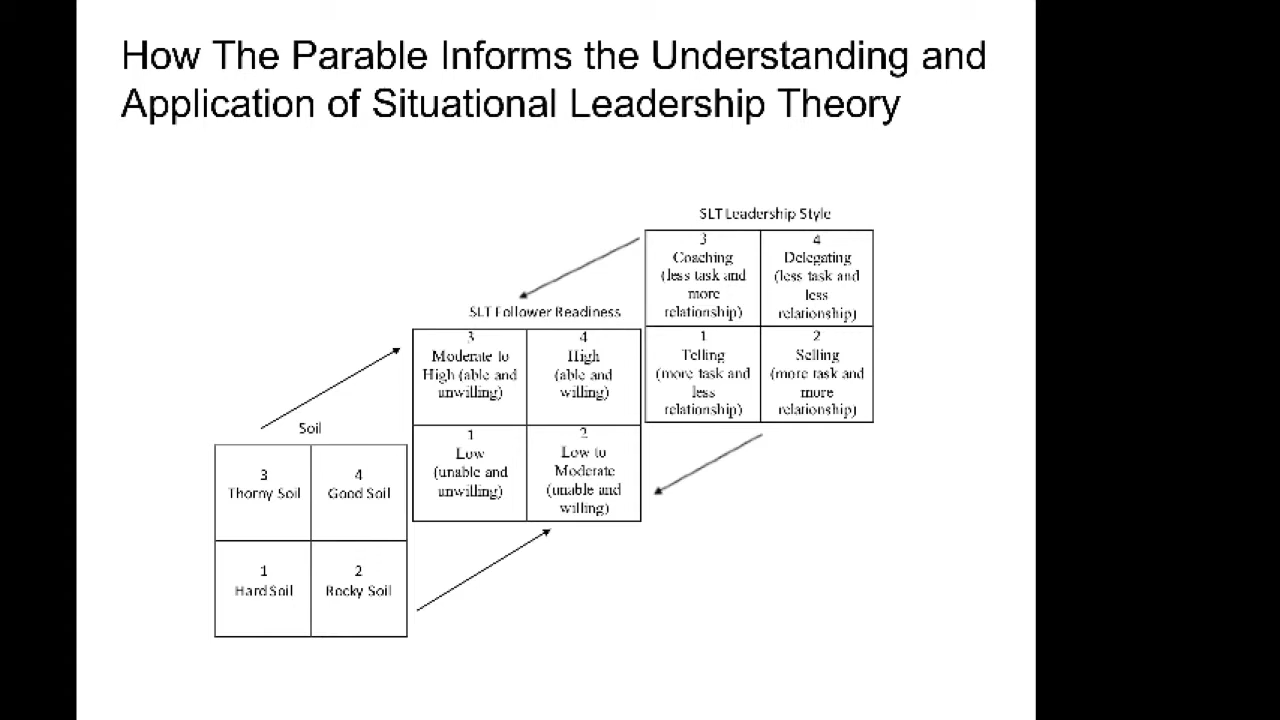 How The Parable Informs the Understanding and
Application of Situational Leadership Theory
SLT Leadership Style
3
Coaching
(less task and
more
relationship)
4
Delegating
(less task and
less
relationship)
1
Telling
(more task and
less
relationship)
2
Selling
(more task and
more
relationship)
SLT Follower Readiness
3
Moderate to
High (able and
unwilling)
4
High
(able and
willing)
1
Low
(unable and
unwilling)
2
Low to
Moderate
(unable and
willing)
Soil
3
Thorny Soil
4
Good Soil
1
Hard Soil
2
Rocky Soil